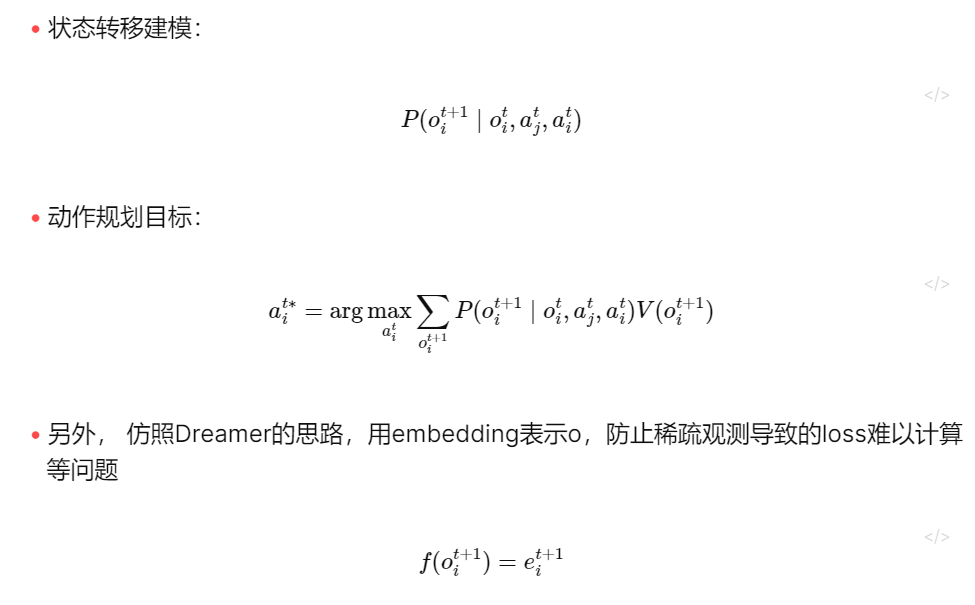 • 状态转移建模：
</>
P(o_i^{t+1} | o_i^t, a_j^t, a_i^t)
• 动作规划目标：
</>
a_i^{t*} = arg max_{a_i^t} ∑_{o_i^{t+1}} P(o_i^{t+1} | o_i^t, a_j^t, a_i^t)V(o_i^{t+1})
• 另外， 仿照Dreamer的思路，用embedding表示o，防止稀疏观测导致的loss难以计算
等问题
</>
f(o_i^{t+1}) = e_i^{t+1}